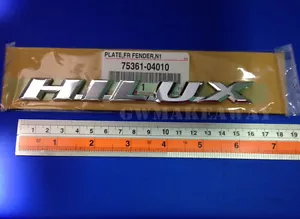 PLATE,FR FENDER,N1
75361-04010
HILUX
GWMAKEAWAY
1 2 3 4 5 6 7 8 9 10 11 12 13 14 15 16 17 18 19
1 2 3 4 5 6 7